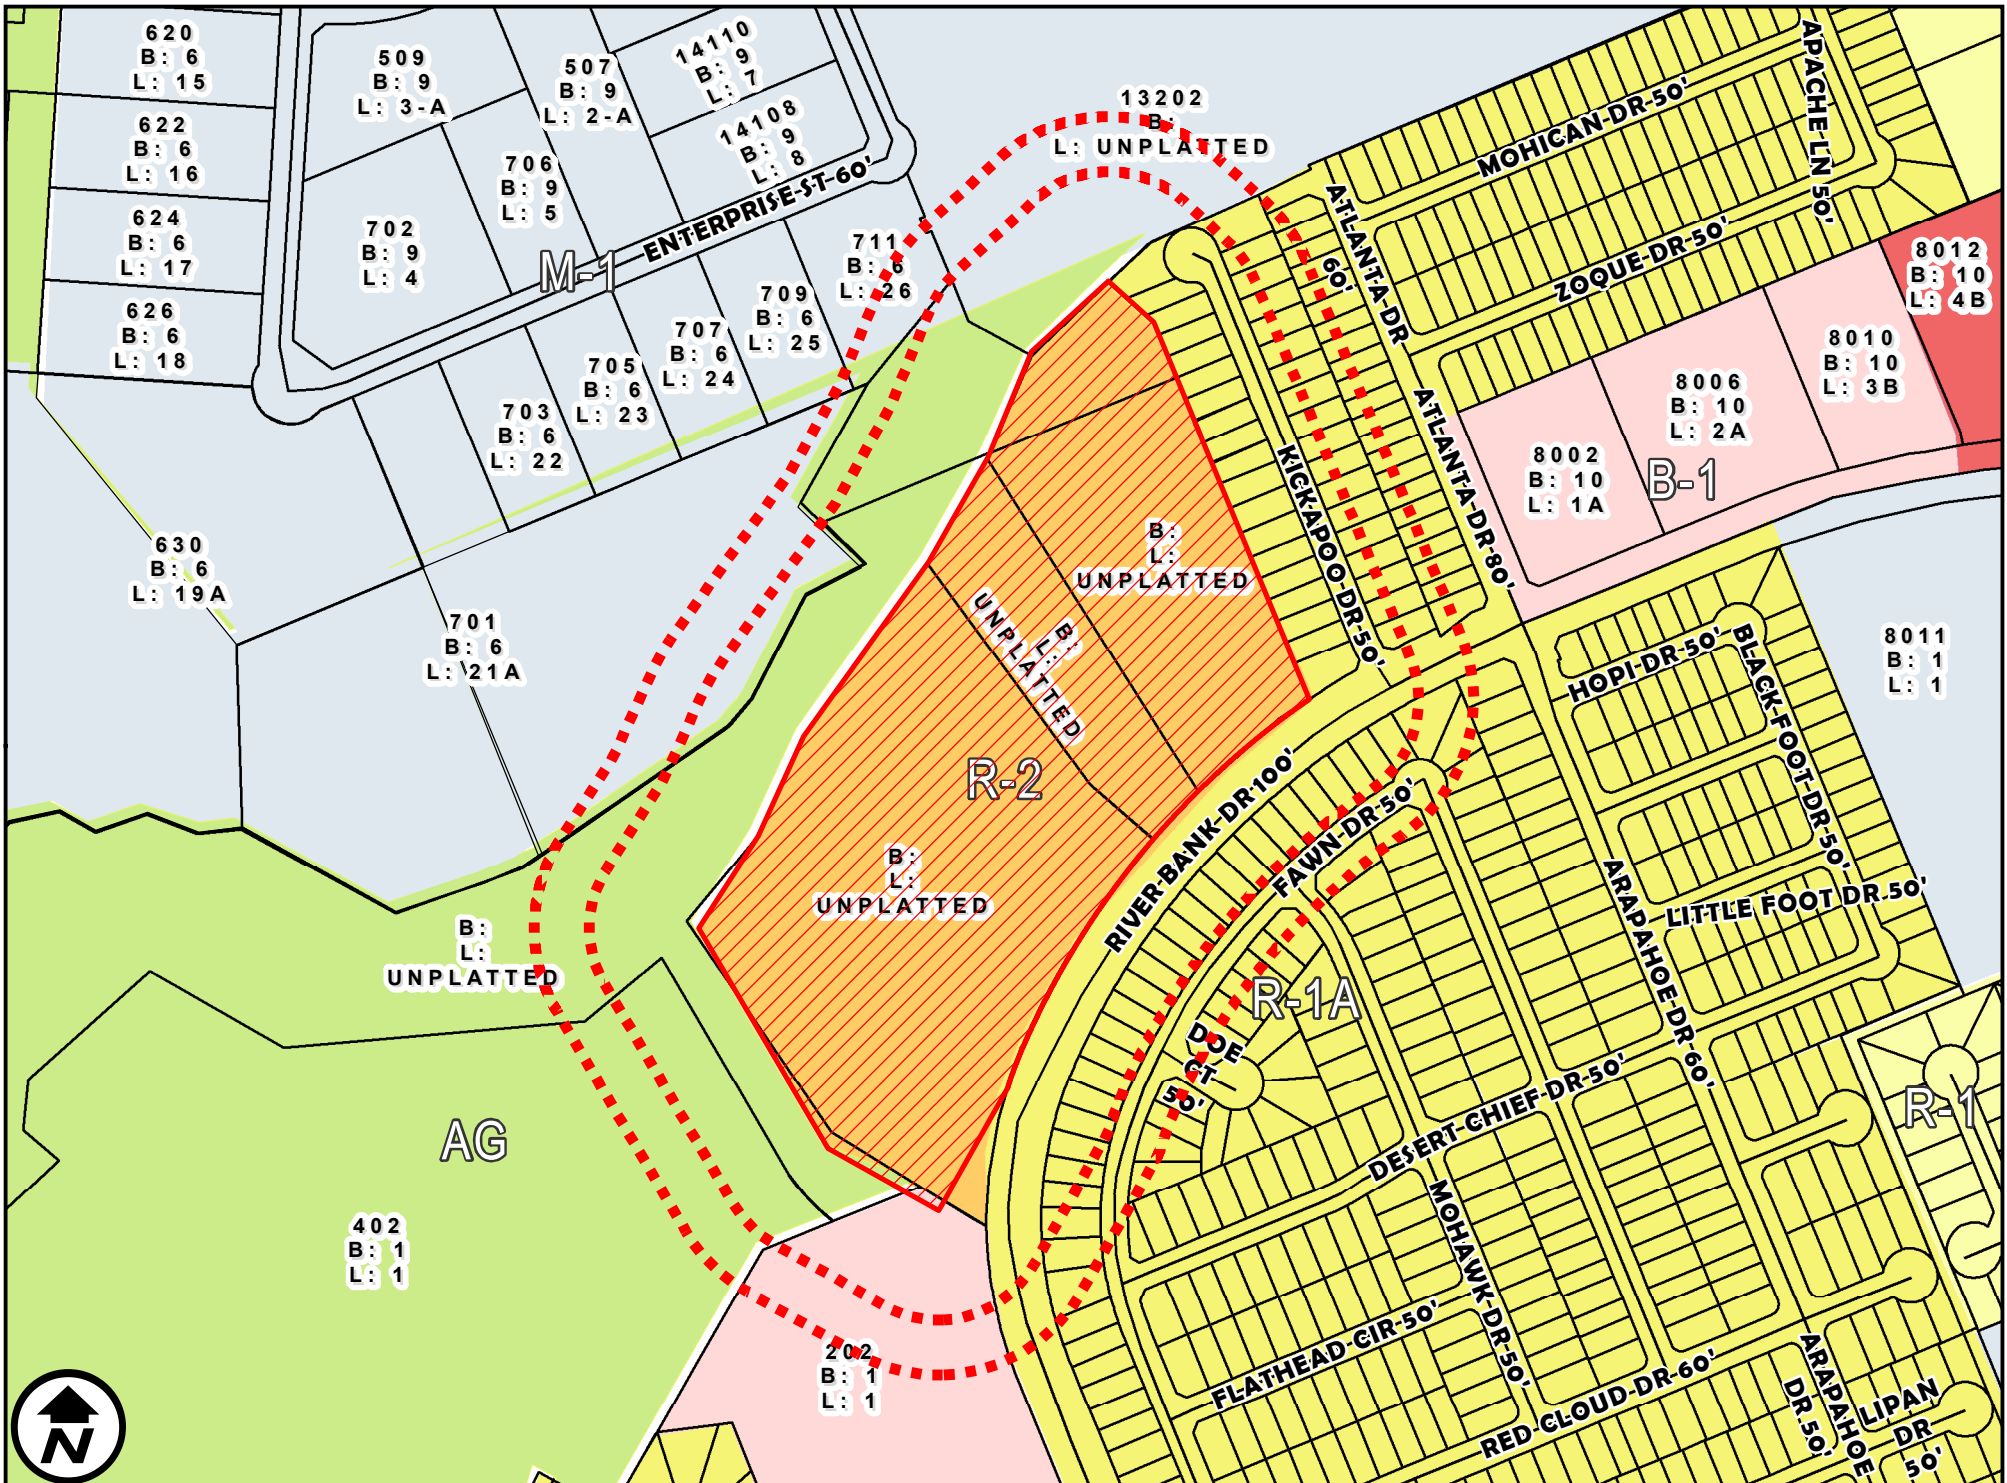 620
B: 6
L: 15
509
B: 9
L: 3-A
507
B: 9
L: 2-A
14110
B: 9
L: 7
14108
B: 9
L: 8
13202
B:
L: UNPLATTED
622
B: 6
L: 16
706
B: 9
L: 5
624
B: 6
L: 17
702
B: 9
L: 4
ENTERPRISE ST 60'
M-1
711
B: 6
L: 26
626
B: 6
L: 18
709
B: 6
L: 25
707
B: 6
L: 24
705
B: 6
L: 23
703
B: 6
L: 22
MOHICAN DR 50'
APACHE LN 50'
ATLANTA DR
60'
ZOQUE DR 50'
8012
B: 10
L: 4B
8010
B: 10
L: 3B
8006
B: 10
L: 2A
8002
B: 10
L: 1A
B-1
ATLANTA DR 80'
KICKAPOO DR 50'
630
B: 6
L: 19A
701
B: 6
L: 21A
B:
L:
UNPLATTED
B:
L:
UNPLATTED
R-2
B:
L:
UNPLATTED
HOPI DR 50'
BLACK FOOT DR 50'
8011
B: 1
L: 1
RIVER BANK DR 100'
FAWN DR 50'
ARAPAHOE DR 60'
LITTLE FOOT DR 50'
B:
L:
UNPLATTED
R-1A
DOE
CT
50'
DESERT CHIEF DR 50'
R-1
AG
402
B: 1
L: 1
MOHAWK DR 50'
FLATHEAD CIR 50'
RED CLOUD DR 60'
202
B: 1
L: 1
ARAPAHOE
DR 50'
LIPAN
DR
50'
N